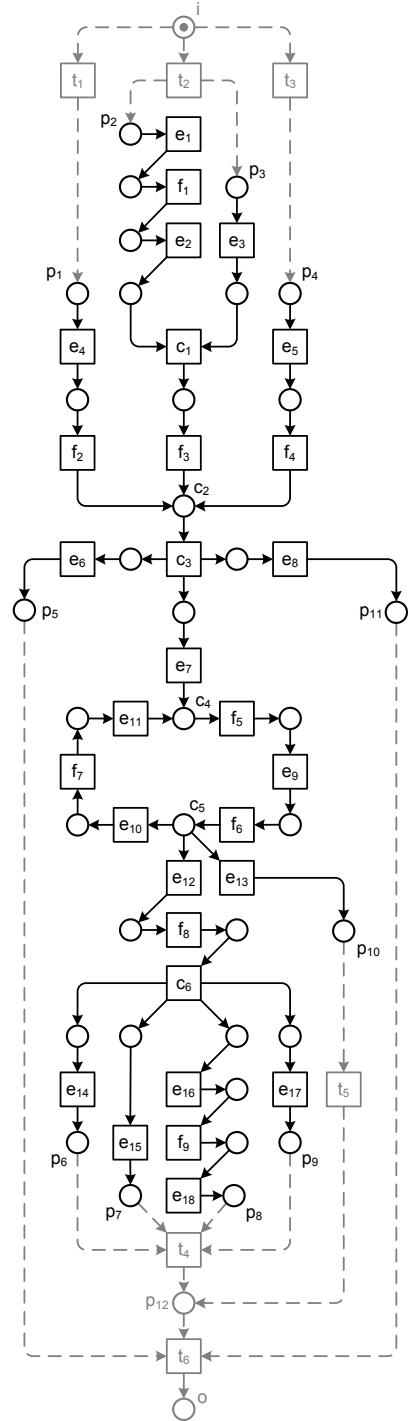 i
t₁ t₂ t₃
p₂ e₁
f₁ p₃
e₂ e₃
p₁ p₄
e₄ c₁ e₅
f₂ f₃ f₄
c₂
e₆ c₃ e₈
p₅ p₁₁
e₇
c₄
e₁₁ f₅
f₇ e₉
c₅
e₁₀ f₆
e₁₂ e₁₃
f₈
p₁₀
c₆
e₁₄ e₁₆ e₁₇ t₅
e₁₅ f₉
p₆ p₉
e₁₈
p₇ p₈
t₄
p₁₂
t₆
o